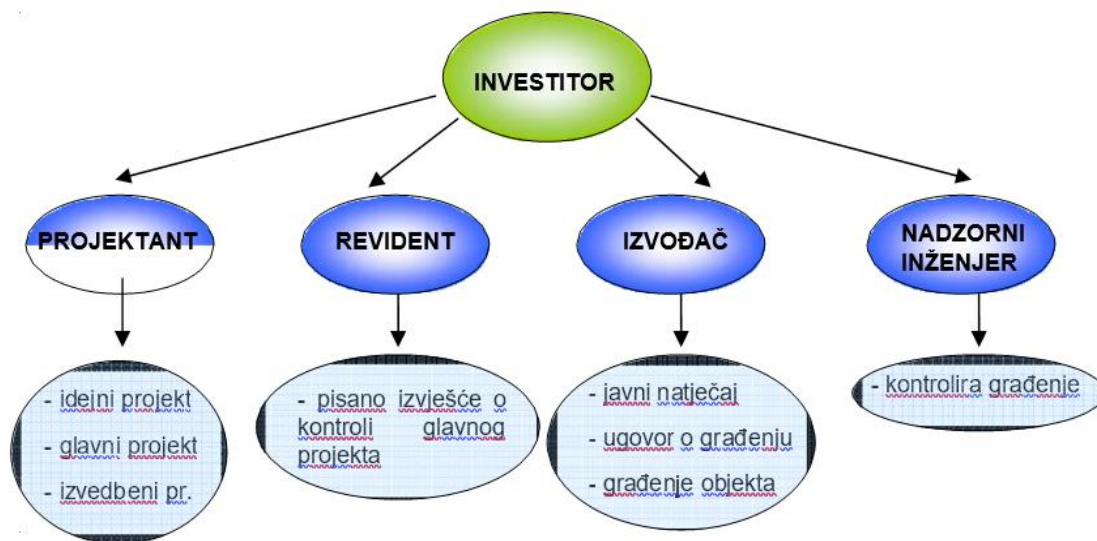 INVESTITOR
PROJEKTANT
REVIDENT
IZVOĐAČ
NADZORNI
INŽENJER
- idejni projekt
- glavni projekt
- izvedbeni pr.
- pisano izvješće o
kontroli glavnog
projekta
- javni natječaj
- ugovor o građenju
- građenje objekta
- kontrolira građenje